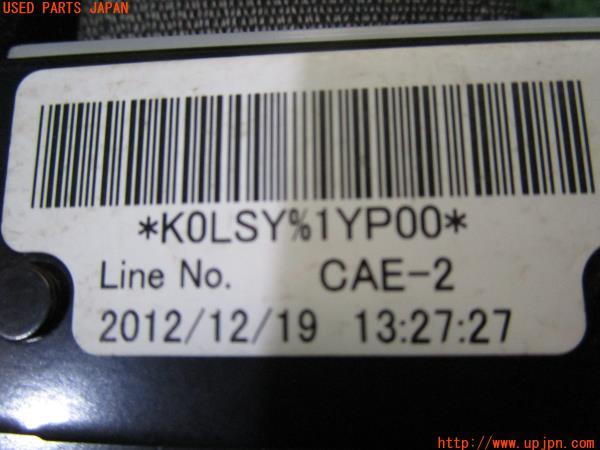 USED PARTS JAPAN
*K0LSY%1YP00*
Line No. CAE-2
2012/12/19 13:27:27
http://www.upjpn.com